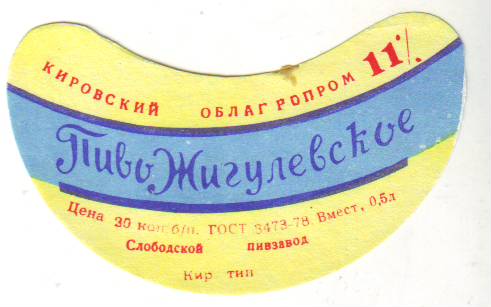 КИРОВСКИЙ ОБЛАГРОПРОМ 11%.
Пиво Жигулевское
Цена 30 коп б/п. ГОСТ 3473-78. Вмест, 0,5л
Слободской пивзавод
Кир тип